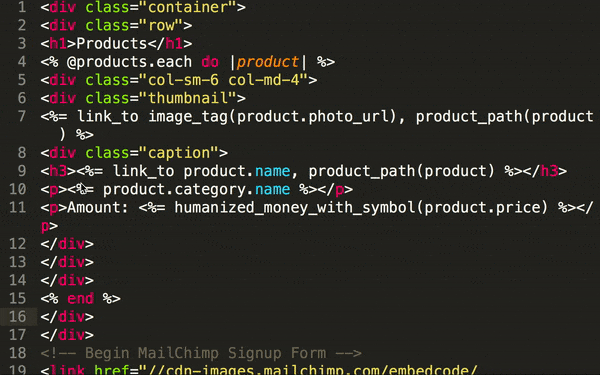 1 <div class="container">
2 <div class="row">
3 <h1>Products</h1>
4 <% @products.each do |product| %>
5 <div class="col-sm-6 col-md-4">
6 <div class="thumbnail">
7 <%= link_to image_tag(product.photo_url), product_path(product
) %>
8 <div class="caption">
9 <h3><%= link_to product.name, product_path(product) %></h3>
10 <p><%= product.category.name %></p>
11 <p>Amount: <%= humanized_money_with_symbol(product.price) %></
p>
12 </div>
13 </div>
14 </div>
15 <% end %>
16 </div>
17 </div>
18 <!-- Begin MailChimp Signup Form -->
19 <link href="//cdn-images.mailchimp.com/embedcode/